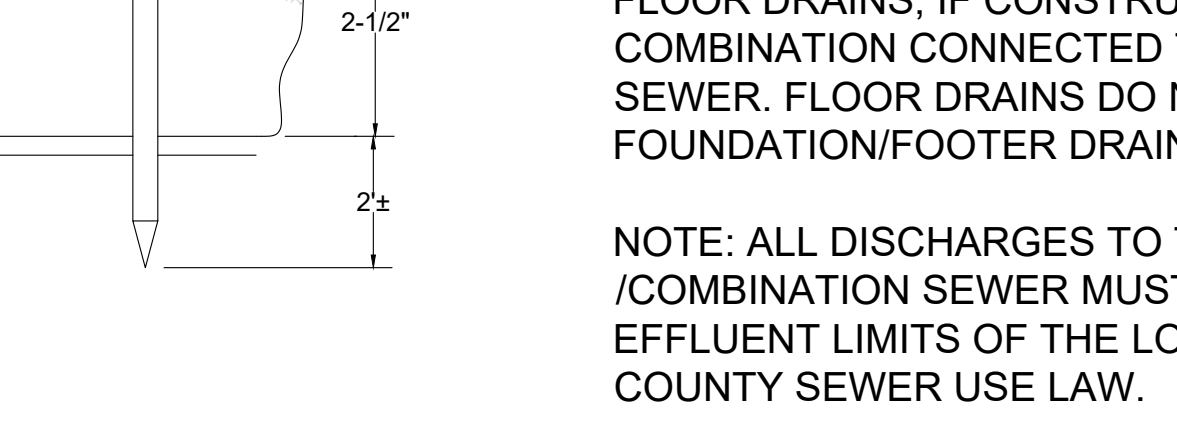 2-1/2"
2'±
FLOOR DRAINS, IF CONSTRU
COMBINATION CONNECTED
SEWER. FLOOR DRAINS DO
FOUNDATION/FOOTER DRAIN
NOTE: ALL DISCHARGES TO
/COMBINATION SEWER MUST
EFFLUENT LIMITS OF THE LO
COUNTY SEWER USE LAW.